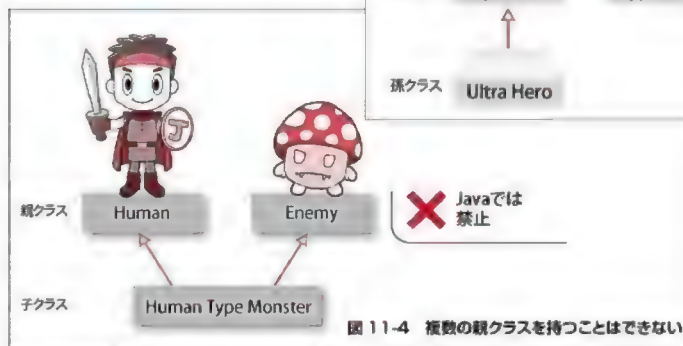 孫クラス Ultra Hero
J
親クラス Human Enemy
Javaでは
禁止
子クラス Human Type Monster
図 11-4 複数の親クラスを持つことはできない